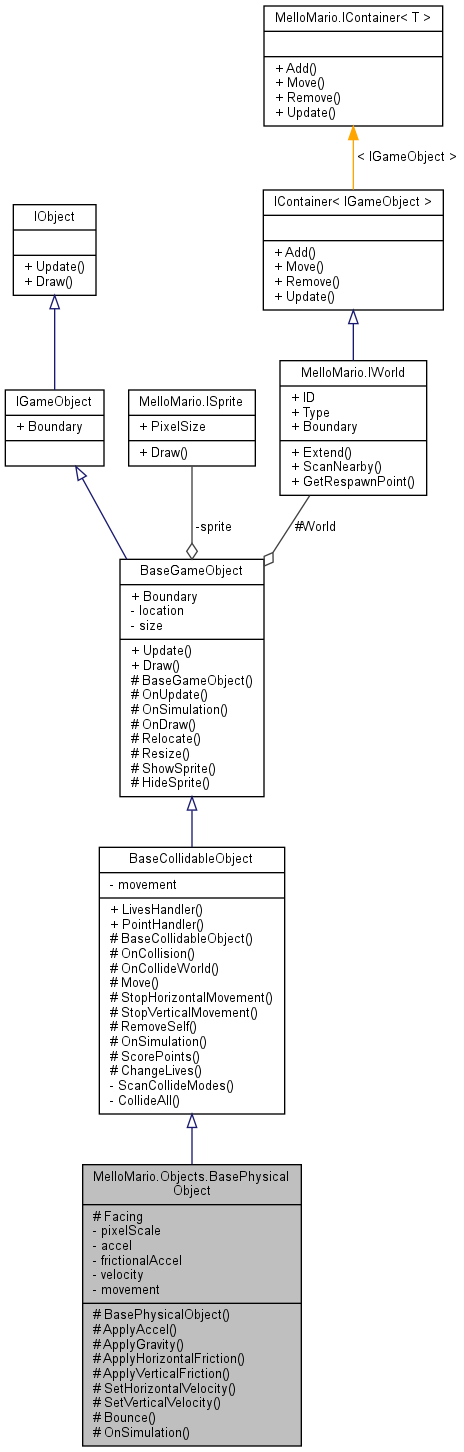 MelloMario.IContainer< T >
+ Add()
+ Move()
+ Remove()
+ Update()
< IGameObject >
IContainer< IGameObject >
+ Add()
+ Move()
+ Remove()
+ Update()
IObject
+ Update()
+ Draw()
IGameObject
+ Boundary
MelloMario.ISprite
+ PixelSize
+ Draw()
MelloMario.IWorld
+ ID
+ Type
+ Boundary
+ Extend()
+ ScanNearby()
+ GetRespawnPoint()
-sprite
#World
BaseGameObject
+ Boundary
- location
- size
+ Update()
+ Draw()
# BaseGameObject()
# OnUpdate()
# OnSimulation()
# OnDraw()
# Relocate()
# Resize()
# ShowSprite()
# HideSprite()
BaseCollidableObject
- movement
+ LivesHandler()
+ PointHandler()
# BaseCollidableObject()
# OnCollision()
# OnCollideWorld()
# Move()
# StopHorizontalMovement()
# StopVerticalMovement()
# RemoveSelf()
# OnSimulation()
# ScorePoints()
# ChangeLives()
- ScanCollideModes()
- CollideAll()
MelloMario.Objects.BasePhysical
Object
# Facing
- pixelScale
- accel
- frictionalAccel
- velocity
- movement
# BasePhysicalObject()
# ApplyAccel()
# ApplyGravity()
# ApplyHorizontalFriction()
# ApplyVerticalFriction()
# SetHorizontalVelocity()
# SetVerticalVelocity()
# Bounce()
# OnSimulation()